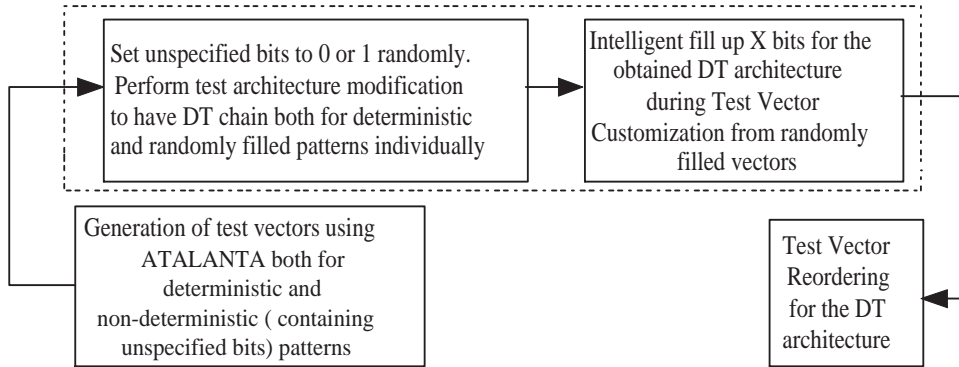 Set unspecified bits to 0 or 1 randomly.
Perform test architecture modification
to have DT chain both for deterministic
and randomly filled patterns individually
Intelligent fill up X bits for the
obtained DT architecture
during Test Vector
Customization from randomly
filled vectors
Generation of test vectors using
ATALANTA both for
deterministic and
non-deterministic ( containing
unspecified bits) patterns
Test Vector
Reordering
for the DT
architecture